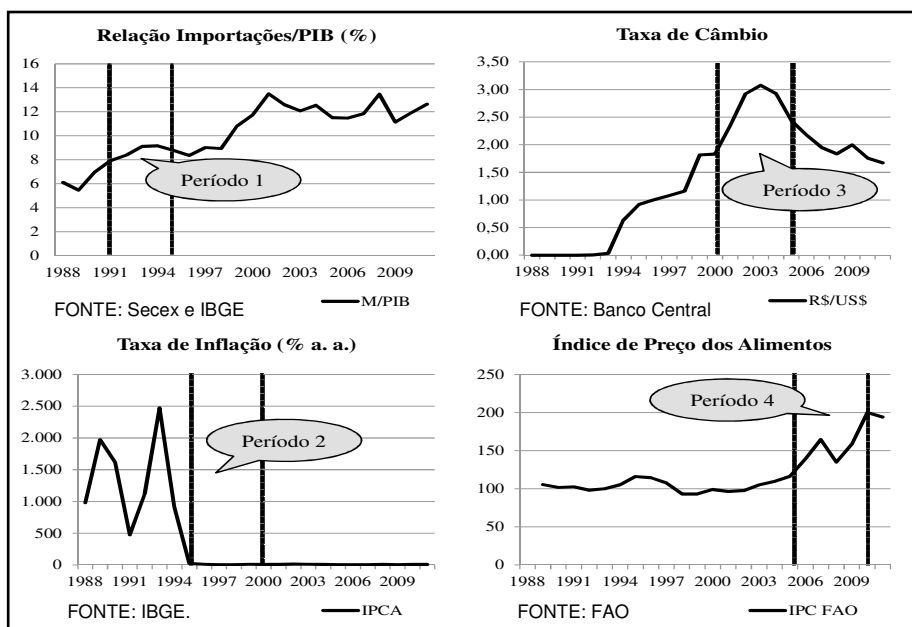 Relação Importações/PIB (%)
16
14
12
10
8
6
4
2
0
1988 1991 1994 1997 2000 2003 2006 2009
Período 1
FONTE: Secex e IBGE
M/PIB
Taxa de Câmbio
3,50
3,00
2,50
2,00
1,50
1,00
0,50
0,00
1988 1991 1994 1997 2000 2003 2006 2009
Período 3
FONTE: Banco Central
R$/US$
Taxa de Inflação (% a. a.)
3.000
2.500
2.000
1.500
1.000
500
0
1988 1991 1994 1997 2000 2003 2006 2009
Período 2
FONTE: IBGE.
IPCA
Índice de Preço dos Alimentos
250
200
150
100
50
0
1988 1991 1994 1997 2000 2003 2006 2009
Período 4
FONTE: FAO
IPC FAO